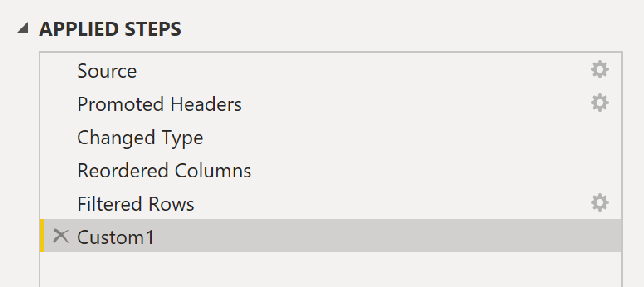 APPLIED STEPS
Source
Promoted Headers
Changed Type
Reordered Columns
Filtered Rows
Custom1